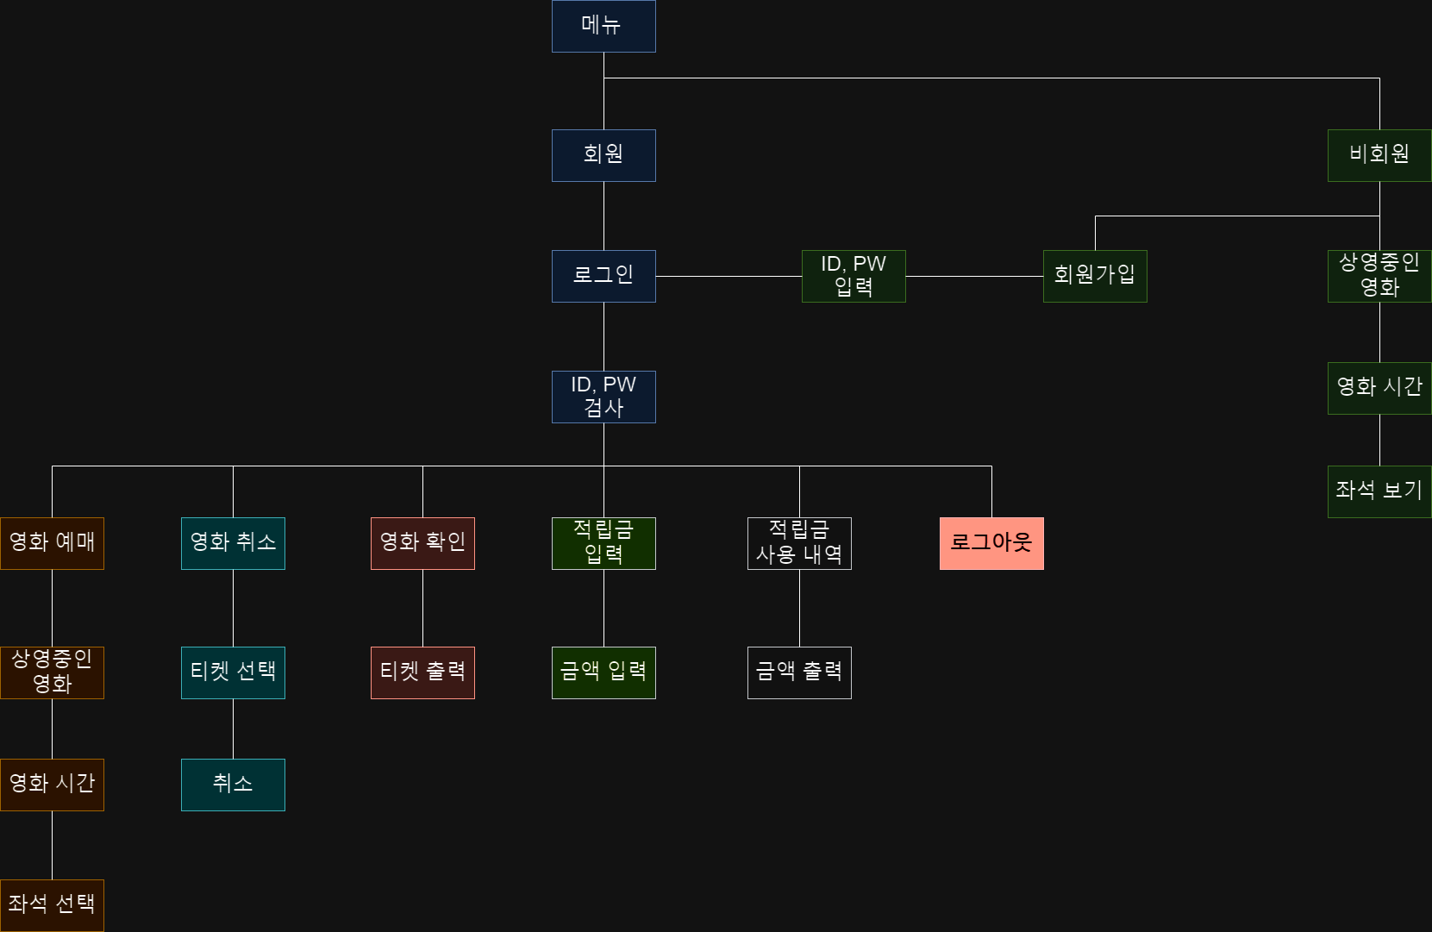 메뉴
회원
비회원
로그인
ID, PW
입력
회원가입
상영중인
영화
ID, PW
검사
영화 시간
좌석 보기
영화 예매
영화 취소
영화 확인
적립금
입력
적립금
사용 내역
로그아웃
상영중인
영화
티켓 선택
티켓 출력
금액 입력
금액 출력
영화 시간
취소
좌석 선택